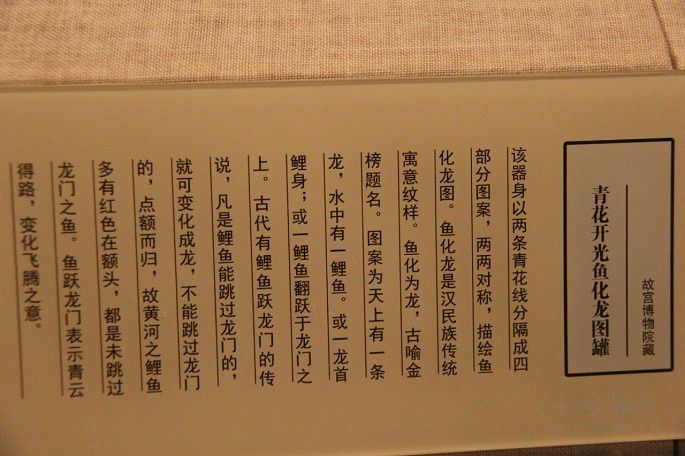 青花开光鱼化龙图罐
故宫博物院藏
该器身以两条青花线分隔成四
部分图案，两两对称，描绘鱼
化龙图。鱼化龙是汉民族传统
寓意纹样。鱼化为龙，古喻金
榜题名。图案为天上有一条
龙，水中有一鲤鱼。或一龙首
鲤身；或一鲤鱼翻跃于龙门之
上。古代有鲤鱼跃龙门的传
说，凡是鲤鱼能跳过龙门的，
就可变化成龙，不能跳过龙门
的，点额而归，故黄河之鲤鱼
多有红色在额头，都是未跳过
龙门之鱼。鱼跃龙门表示青云
得路，变化飞腾之意。